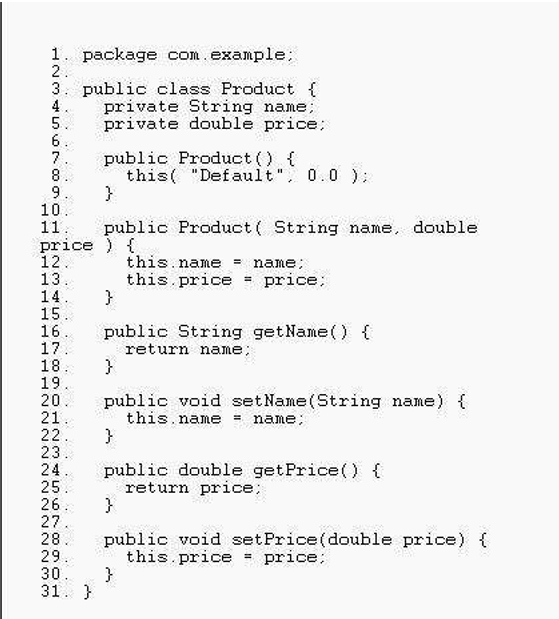 1. package com.example;
2.
3. public class Product {
4. private String name;
5. private double price;
6.
7. public Product() {
8. this( "Default", 0.0 );
9. }
10.
11. public Product( String name, double
price ) {
12. this.name = name;
13. this.price = price;
14. }
15.
16. public String getName() {
17. return name;
18. }
19.
20. public void setName(String name) {
21. this.name = name;
22. }
23.
24. public double getPrice() {
25. return price;
26. }
27.
28. public void setPrice(double price) {
29. this.price = price;
30. }
31. }